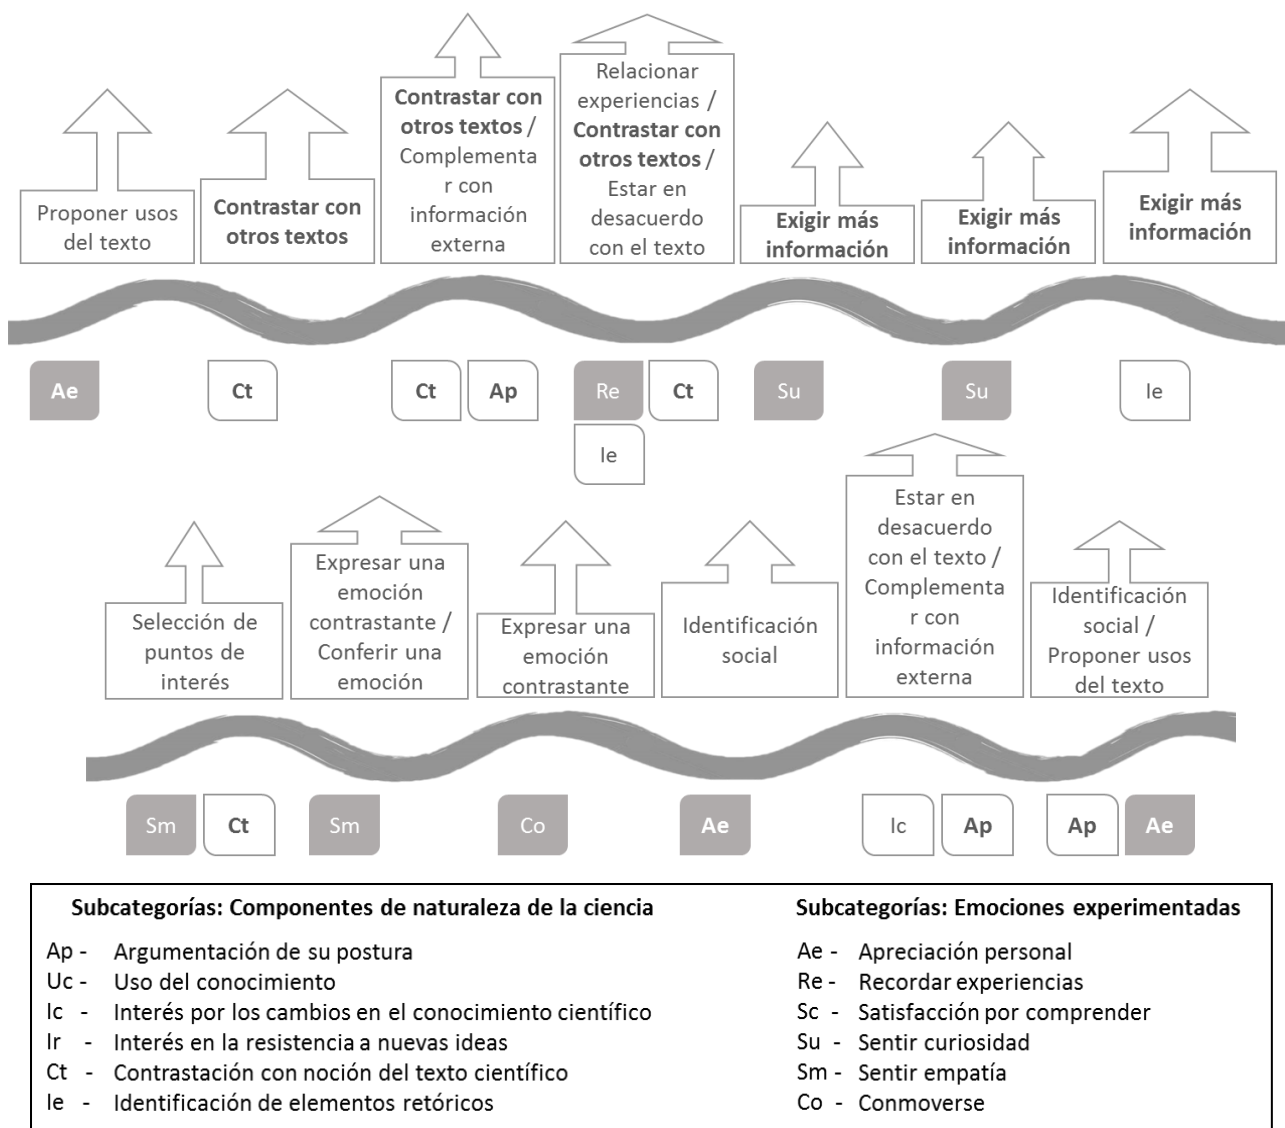 Proponer usos
del texto
Contrastar con
otros textos
Contrastar con
otros textos /
Complementa
r con
información
externa
Relacionar
experiencias /
Contrastar con
otros textos /
Estar en
desacuerdo
con el texto
Exigir más
información
Exigir más
información
Exigir más
información
Ae
Ct
Ct
Ap
Re
Ct
Ie
Su
Su
Ie
Selección de
puntos de
interés
Expresar una
emoción
contrastante /
Conferir una
emoción
Expresar una
emoción
contrastante
Identificación
social
Estar en
desacuerdo
con el texto /
Complementa
r con
información
externa
Identificación
social /
Proponer usos
del texto
Sm
Ct
Sm
Co
Ae
Ic
Ap
Ap
Ae
Subcategorías: Componentes de naturaleza de la ciencia
Ap - Argumentación de su postura
Uc - Uso del conocimiento
Ic - Interés por los cambios en el conocimiento científico
Ir - Interés en la resistencia a nuevas ideas
Ct - Contrastación con noción del texto científico
Ie - Identificación de elementos retóricos
Subcategorías: Emociones experimentadas
Ae - Apreciación personal
Re - Recordar experiencias
Sc - Satisfacción por comprender
Su - Sentir curiosidad
Sm - Sentir empatía
Co - Conmoverse